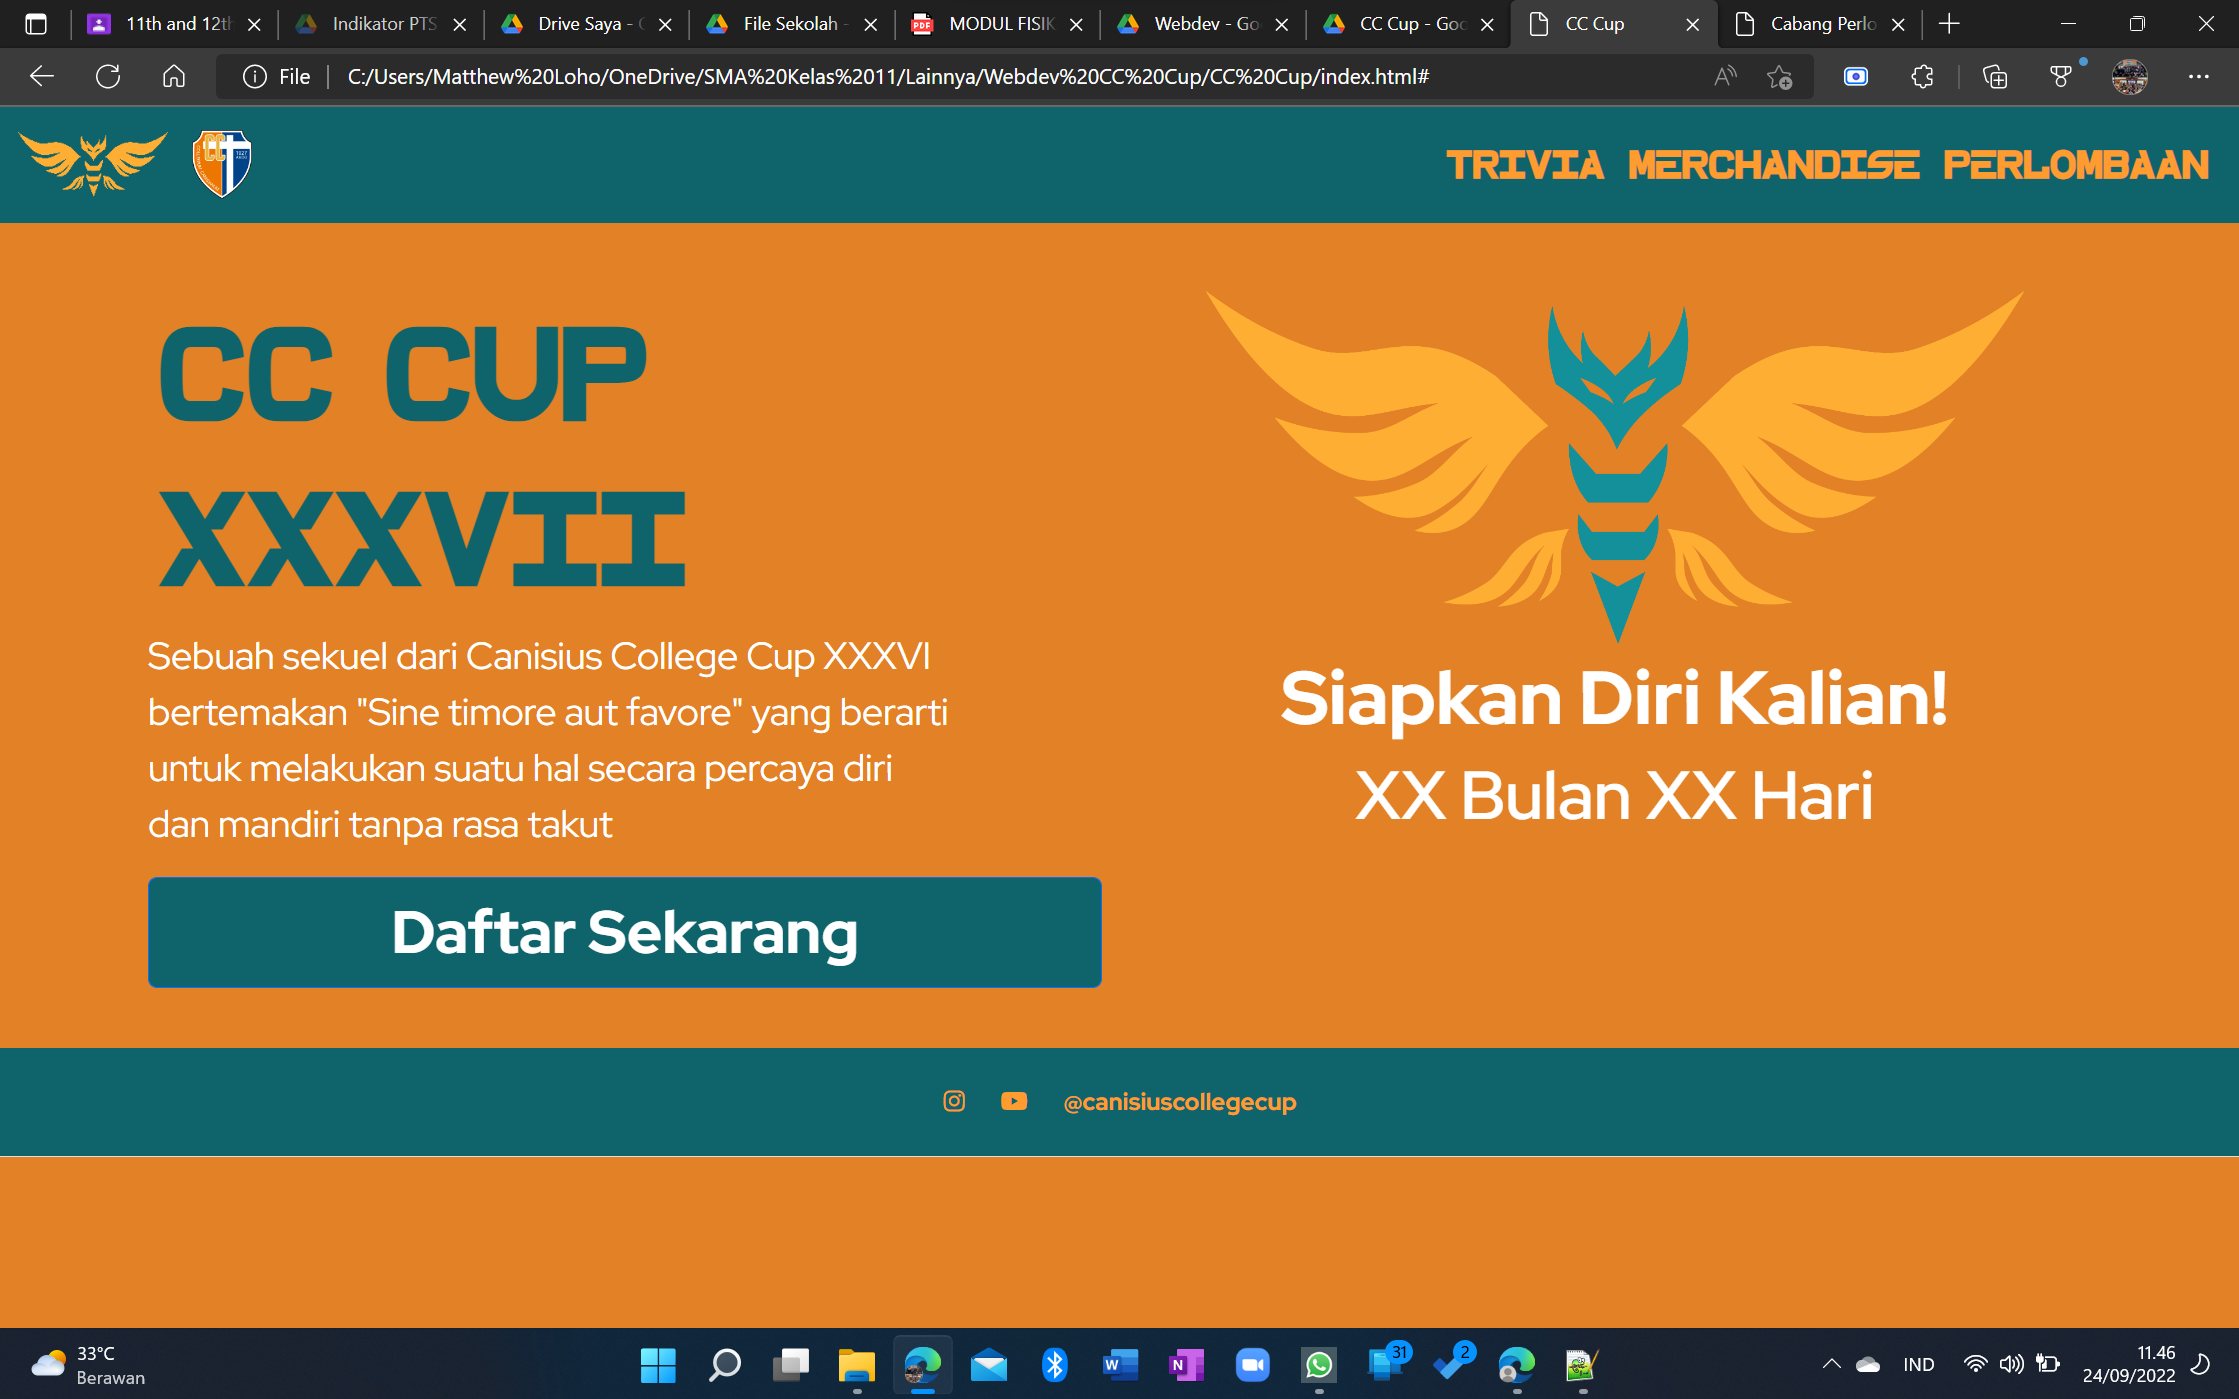 11th and 12th
Indikator PTS
Drive Saya - G
File Sekolah -
MODUL FISIK
Webdev - Goo
CC Cup - Goo
CC Cup
Cabang Perlo
File
C:/Users/Matthew%20Loho/OneDrive/SMA%20Kelas%2011/Lainnya/Webdev%20CC%20Cup/CC%20Cup/index.html#
CC
TRIVIA MERCHANDISE PERLOMBAAN
CC CUP
XXXVII
Sebuah sekuel dari Canisius College Cup XXXVI
bertemakan "Sine timore aut favore" yang berarti
untuk melakukan suatu hal secara percaya diri
dan mandiri tanpa rasa takut
Daftar Sekarang
Siapkan Diri Kalian!
XX Bulan XX Hari
@canisiuscollegecup
33°C
Berawan
31
2
IND
11.46
24/09/2022